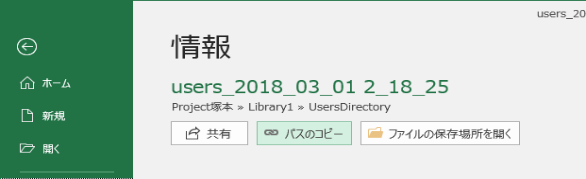 users_20
情報
ホーム
新規
開く
users_2018_03_01 2_18_25
Project塚本 » Library1 » UsersDirectory
共有
パスのコピー
ファイルの保存場所を開く